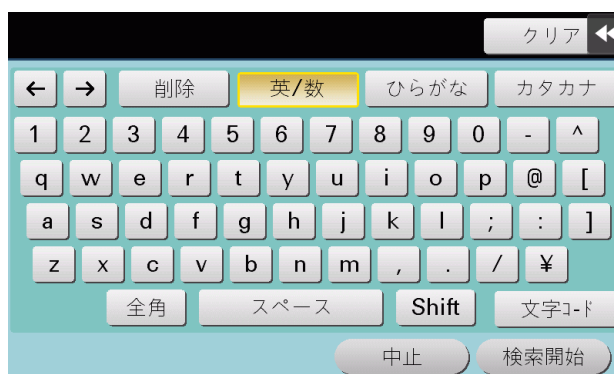 クリア
← → 削除 英/数 ひらがな カタカナ
1 2 3 4 5 6 7 8 9 0 - ^
q w e r t y u i o p @ [
a s d f g h j k l ; : ]
z x c v b n m , . / ¥
全角 スペース Shift 文字コード
中止 検索開始